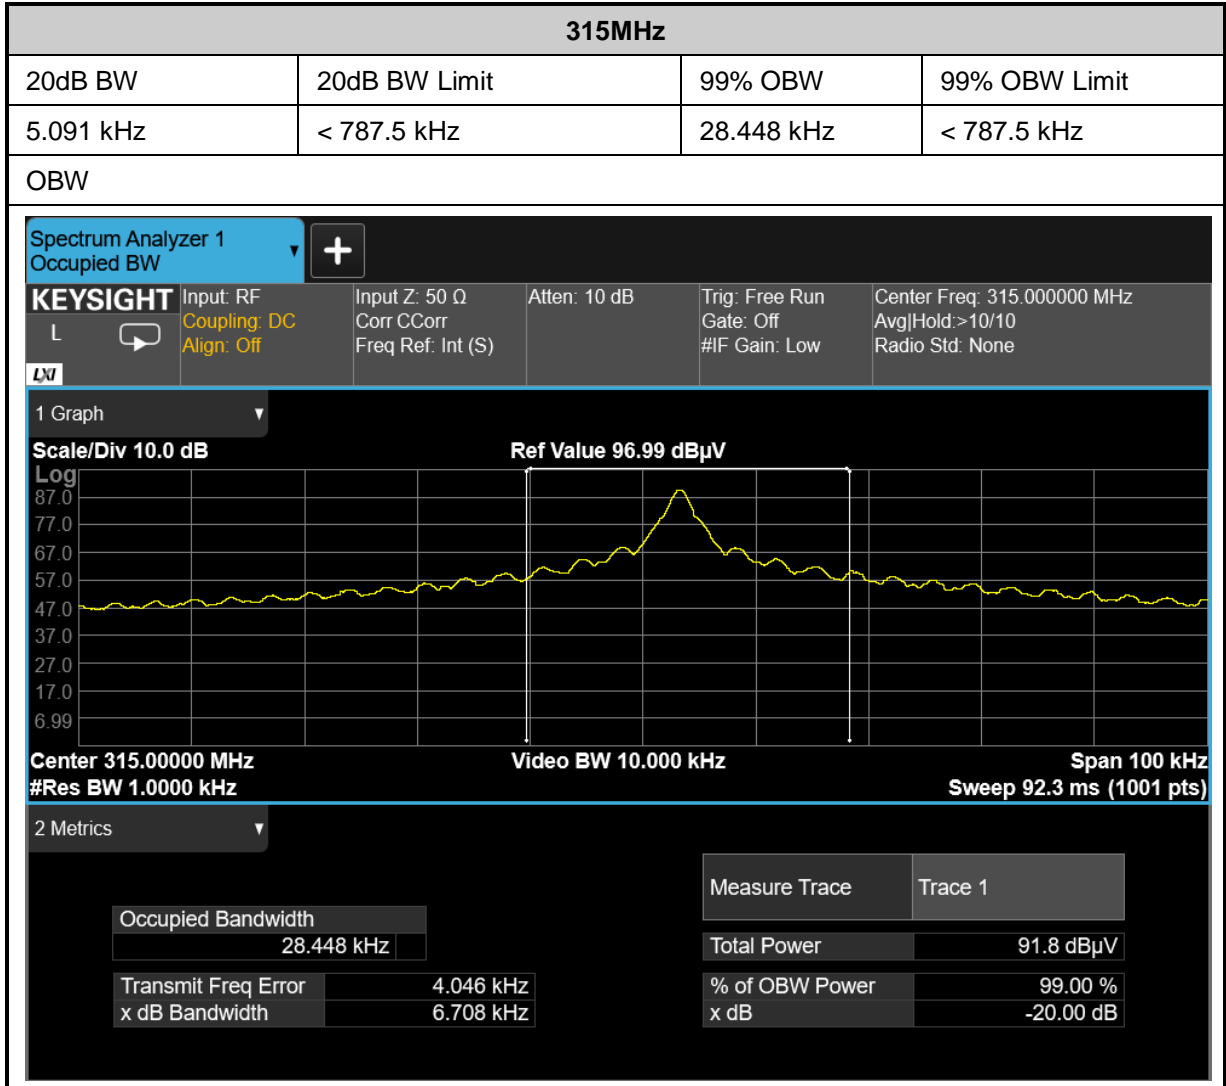 315MHz
20dB BW 20dB BW Limit 99% OBW 99% OBW Limit
5.091 kHz < 787.5 kHz 28.448 kHz < 787.5 kHz
OBW
Spectrum Analyzer 1
Occupied BW
KEYSIGHT Input: RF Input Z: 50 Ω Atten: 10 dB Trig: Free Run Center Freq: 315.000000 MHz
L Coupling: DC Corr CCorr Gate: Off Avg|Hold:>10/10
Align: Off Freq Ref: Int (S) #IF Gain: Low Radio Std: None
LXI
1 Graph
Scale/Div 10.0 dB Ref Value 96.99 dBµV
Log
87.0
77.0
67.0
57.0
47.0
37.0
27.0
17.0
6.99
Center 315.00000 MHz Video BW 10.000 kHz Span 100 kHz
#Res BW 1.0000 kHz Sweep 92.3 ms (1001 pts)
2 Metrics
Measure Trace Trace 1
Occupied Bandwidth
28.448 kHz Total Power 91.8 dBµV
Transmit Freq Error 4.046 kHz % of OBW Power 99.00 %
x dB Bandwidth 6.708 kHz x dB -20.00 dB